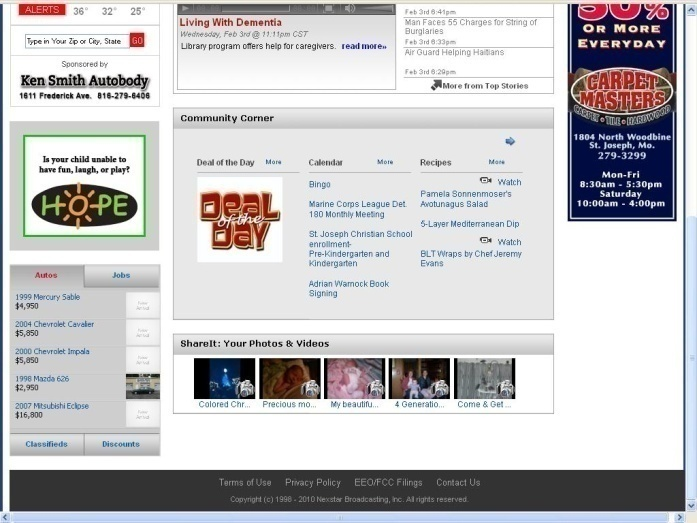 ALERTS 36° 32° 25°
Type in Your Zip or City, State GO
Sponsored by
Ken Smith Autobody
1611 Frederick Ave. 816-279-6406
Is your child unable to
have fun, laugh, or play?
HOPE
Autos Jobs
1999 Mercury Sable
$4,950
2004 Chevrolet Cavalier
$5,850
2000 Chevrolet Impala
$5,850
1998 Mazda 626
$2,950
2007 Mitsubishi Eclipse
$16,800
Classifieds Discounts
Living With Dementia
Wednesday, Feb 3rd @ 11:11pm CST
Library program offers help for caregivers. read more»
Feb 3rd 6:41pm
Man Faces 55 Charges for String of
Burglaries
Feb 3rd 6:33pm
Air Guard Helping Haitians
Feb 3rd 6:29pm
More from Top Stories
Community Corner
Deal of the Day More
DEAL
of the
DAY
Calendar More
Bingo
Marine Corps League Det.
180 Monthly Meeting
St. Joseph Christian School
enrollment-
Pre-Kindergarten and
Kindergarten
Adrian Warnock Book
Signing
Recipes More
Watch
Pamela Sonnenmoser's
Avotunagus Salad
5-Layer Mediterranean Dip
Watch
BLT Wraps by Chef Jeremy
Evans
ShareIt: Your Photos & Videos
Colored Chr...
Precious mo...
My beautifu...
4 Generatio...
Come & Get ...
50%
OR MORE
EVERYDAY
CARPET
MASTERS
CARPET • TILE • HARDWOOD
1804 North Woodbine
St. Joseph, Mo.
279-3299
Mon-Fri
8:30am - 5:30pm
Saturday
10:00am - 4:00pm
Terms of Use Privacy Policy EEO/FCC Filings Contact Us
Copyright (c) 1998 - 2010 Nexstar Broadcasting, Inc. All rights reserved.